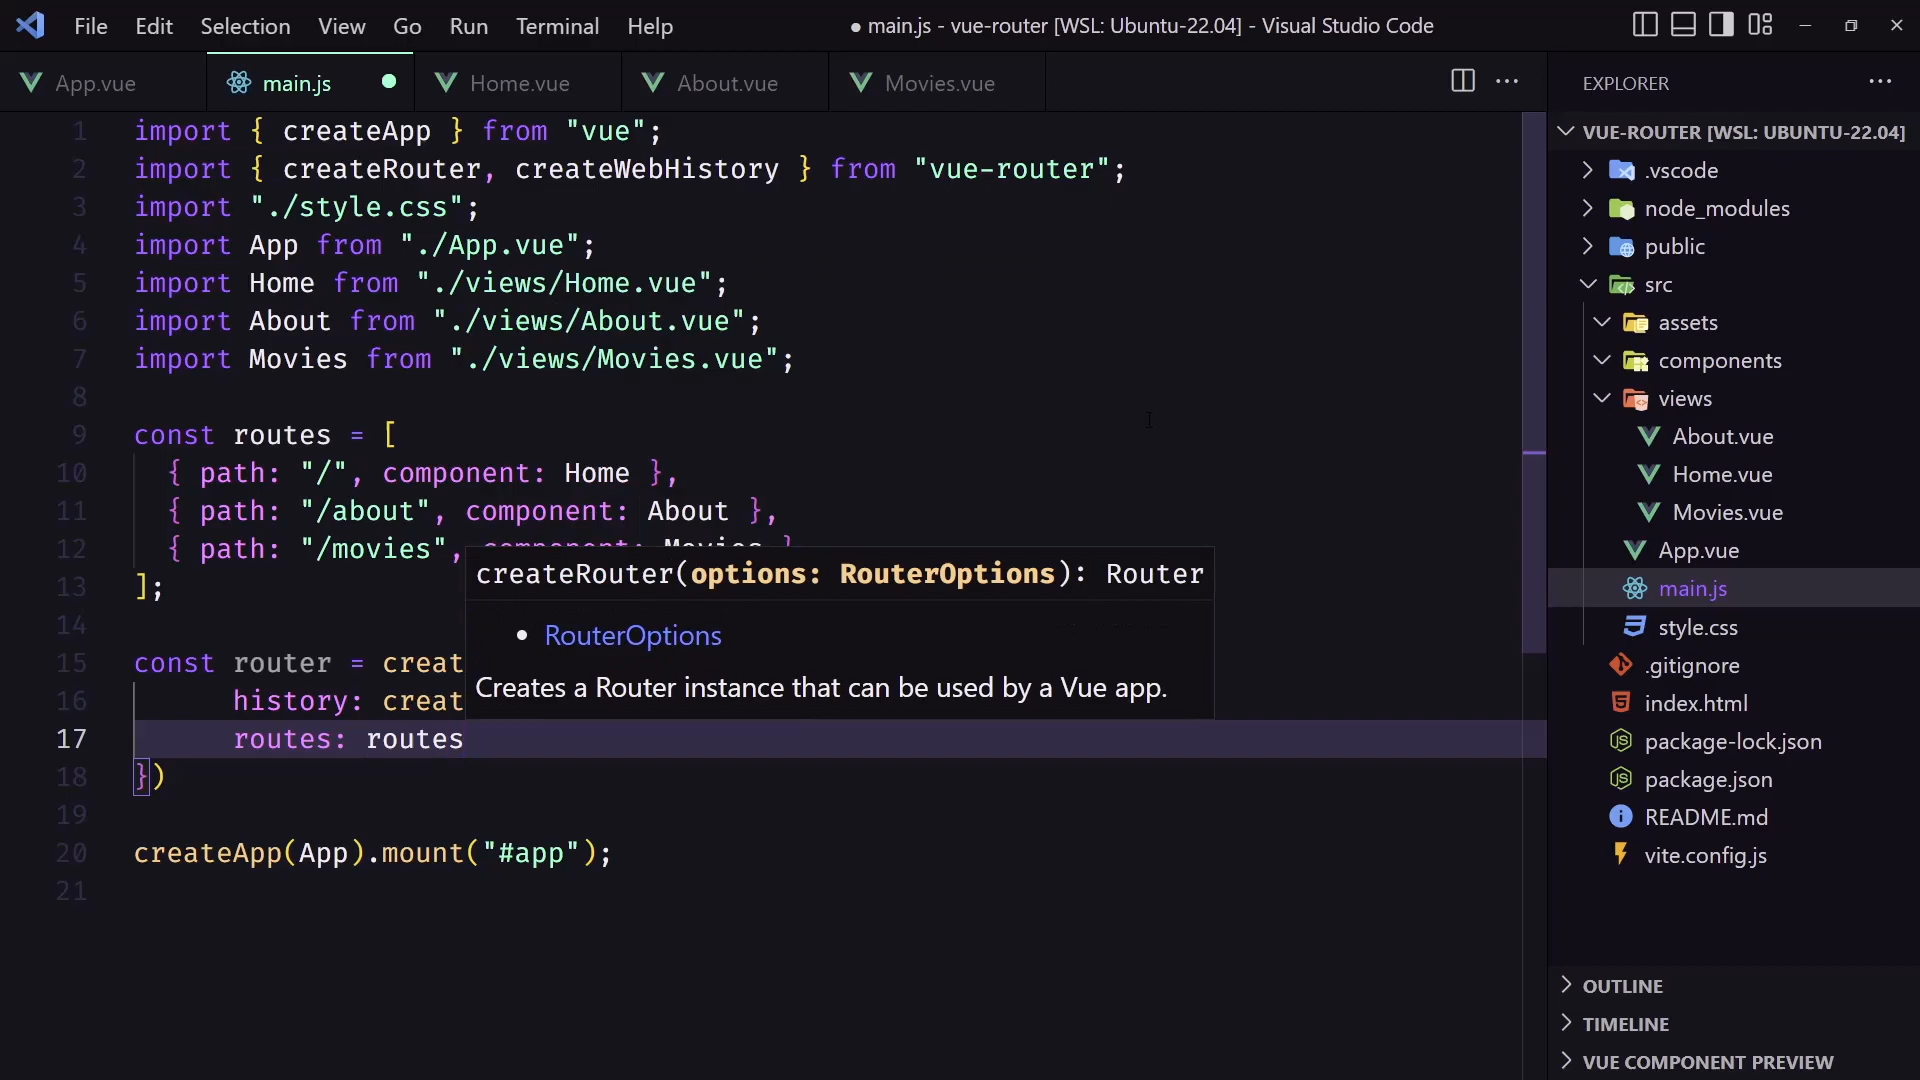 File Edit Selection View Go Run Terminal Help
● main.js - vue-router [WSL: Ubuntu-22.04] - Visual Studio Code
App.vue main.js Home.vue About.vue Movies.vue
1 import { createApp } from "vue";
2 import { createRouter, createWebHistory } from "vue-router";
3 import "./style.css";
4 import App from "./App.vue";
5 import Home from "./views/Home.vue";
6 import About from "./views/About.vue";
7 import Movies from "./views/Movies.vue";
8
9 const routes = [
10 { path: "/", component: Home },
11 { path: "/about", component: About },
12 { path: "/movies", component: Movies }
13 ];
14
15 const router = creat
16 history: creat
17 routes: routes
18 })
19
20 createApp(App).mount("#app");
21
createRouter(options: RouterOptions): Router
• RouterOptions
Creates a Router instance that can be used by a Vue app.
EXPLORER
VUE-ROUTER [WSL: UBUNTU-22.04]
.vscode
node_modules
public
src
assets
components
views
About.vue
Home.vue
Movies.vue
App.vue
main.js
style.css
.gitignore
index.html
package-lock.json
package.json
README.md
vite.config.js
OUTLINE
TIMELINE
VUE COMPONENT PREVIEW